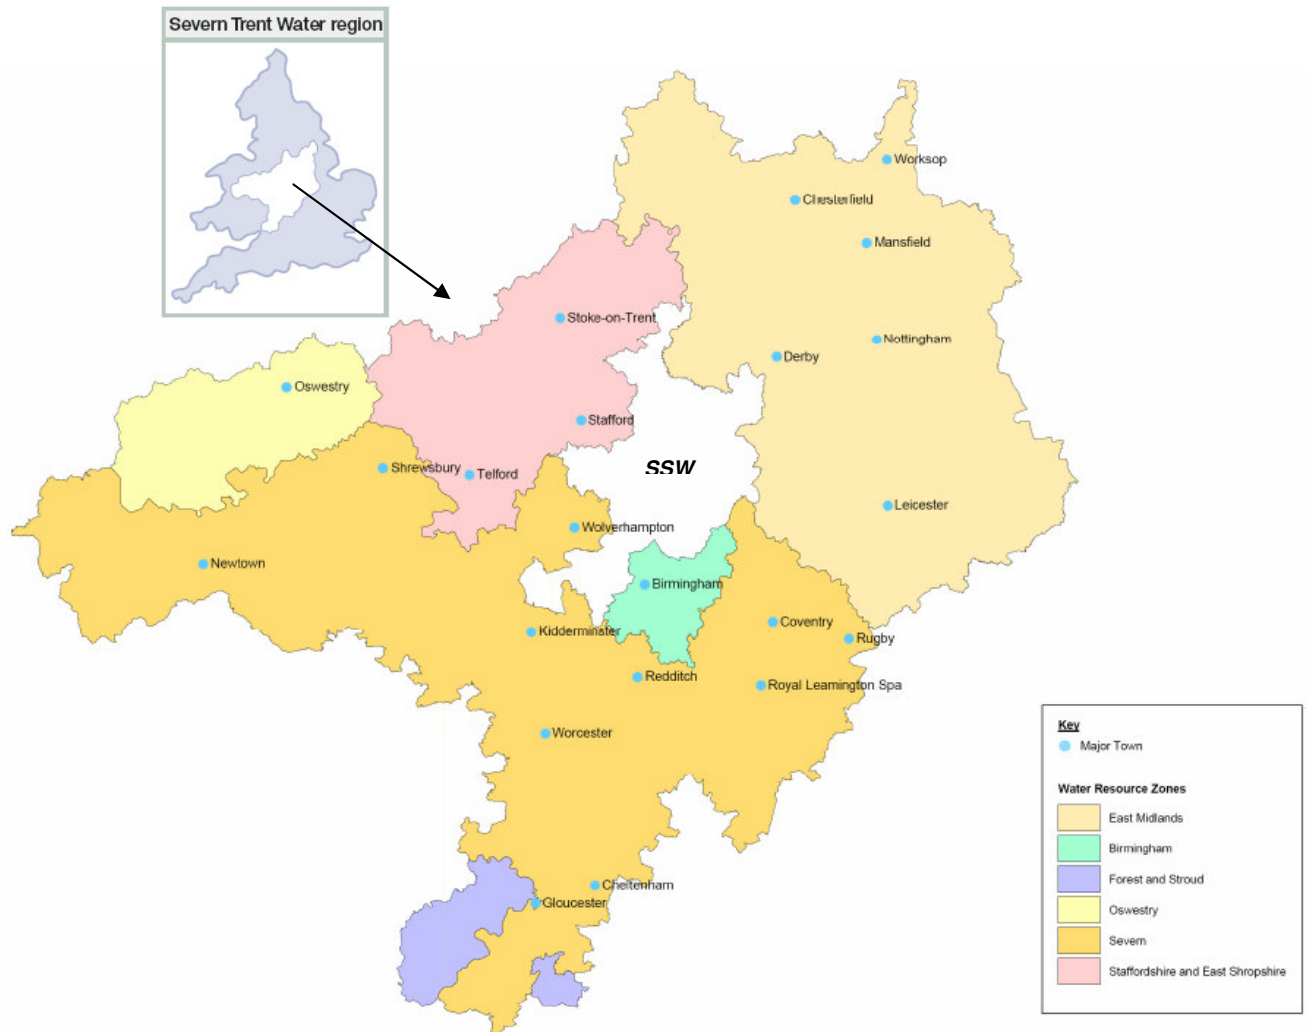 Severn Trent Water region
Worksop
Chesterfield
Mansfield
Stoke-on-Trent
Nottingham
Derby
Oswestry
Stafford
Shrewsbury
Telford
SSW
Leicester
Wolverhampton
Newtown
Birmingham
Coventry
Kidderminster
Rugby
Redditch
Royal Leamington Spa
Worcester
Cheltenham
Gloucester
Key
Major Town
Water Resource Zones
East Midlands
Birmingham
Forest and Stroud
Oswestry
Severn
Staffordshire and East Shropshire